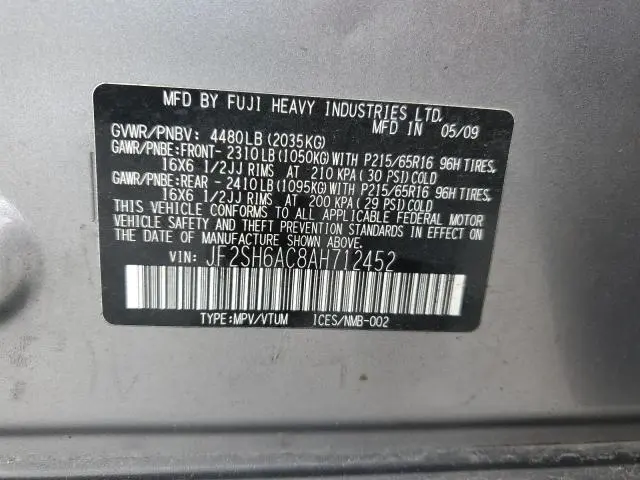 MFD BY FUJI HEAVY INDUSTRIES LTD.
MFD IN 05/09
GVWR/PNBV: 4480LB(2035KG)
GAWR/PNBE:FRONT- 2310LB(1050KG)WITH P215/65R16 96H TIRES,
16X6 1/2JJ RIMS AT 210 KPA( 30 PSI)COLD
GAWR/PNBE:REAR - 2410LB(1095KG)WITH P215/65R16 96H TIRES,
16X6 1/2JJ RIMS AT 200 KPA( 29 PSI)COLD
THIS VEHICLE CONFORMS TO ALL APPLICABLE FEDERAL MOTOR
VEHICLE SAFETY AND THEFT PREVENTION STANDARDS IN EFFECT ON
THE DATE OF MANUFACTURE SHOWN ABOVE.
VIN: JF2SH6AC8AH712452
TYPE:MPV/VTUM ICES/NMB-002